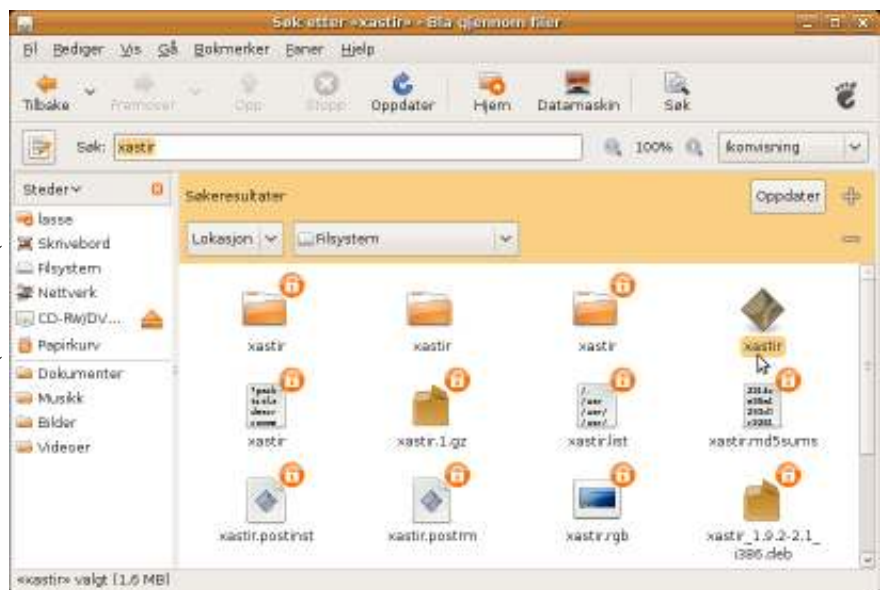 Søk etter «xastir» - Bla gjennom filer
Fil Rediger Vis Gå Bokmerker Faner Hjelp
Tilbake Framover Opp Stopp Oppdater Hjem Datamaskin Søk
Søk: xastir 100% Ikonvisning
Steder
lasse
Skrivebord
Filsystem
Nettverk
CD-RW/DV...
Papirkurv
Dokumenter
Musikk
Bilder
Videoer
Søkeresultater Oppdater
Lokasjon Filsystem
xastir xastir xastir xastir
xastir xastir.1.gz xastir.list xastir.md5sums
xastir.postinst xastir.postrm xastir.rgb xastir_1.9.2-2.1_
i386.deb
«xastir» valgt (1,6 MB)